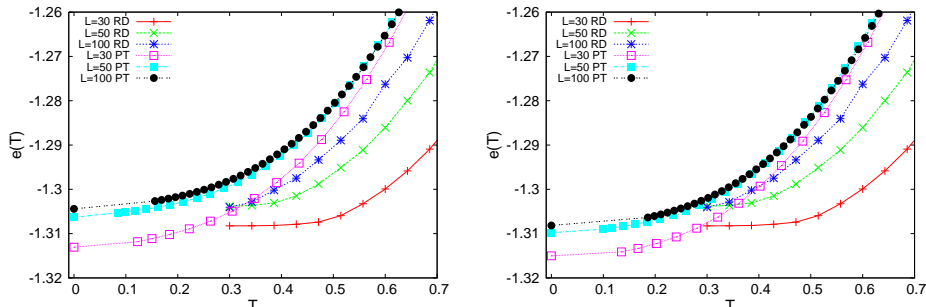 -1.26
-1.27
-1.28
-1.29
-1.3
-1.31
-1.32
e(T)
L=30 RD
L=50 RD
L=100 RD
L=30 PT
L=50 PT
L=100 PT
0 0.1 0.2 0.3 0.4 0.5 0.6 0.7
T
-1.26
-1.27
-1.28
-1.29
-1.3
-1.31
-1.32
e(T)
L=30 RD
L=50 RD
L=100 RD
L=30 PT
L=50 PT
L=100 PT
0 0.1 0.2 0.3 0.4 0.5 0.6 0.7
T